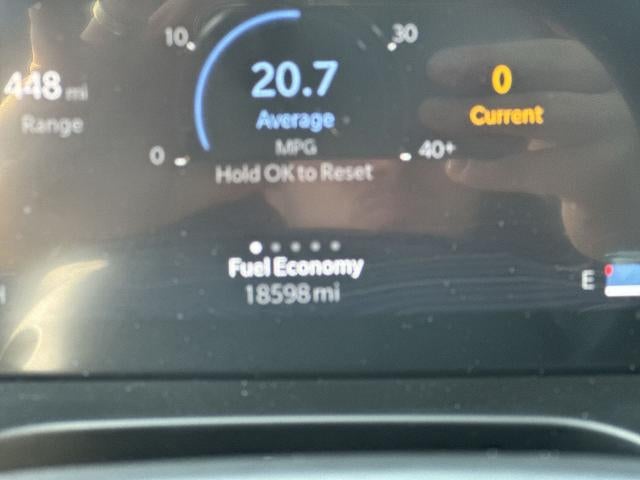 10
30
448 mi
20.7
0
Range
Average
Current
MPG
0
40+
Hold OK to Reset
Fuel Economy
18598 mi
E